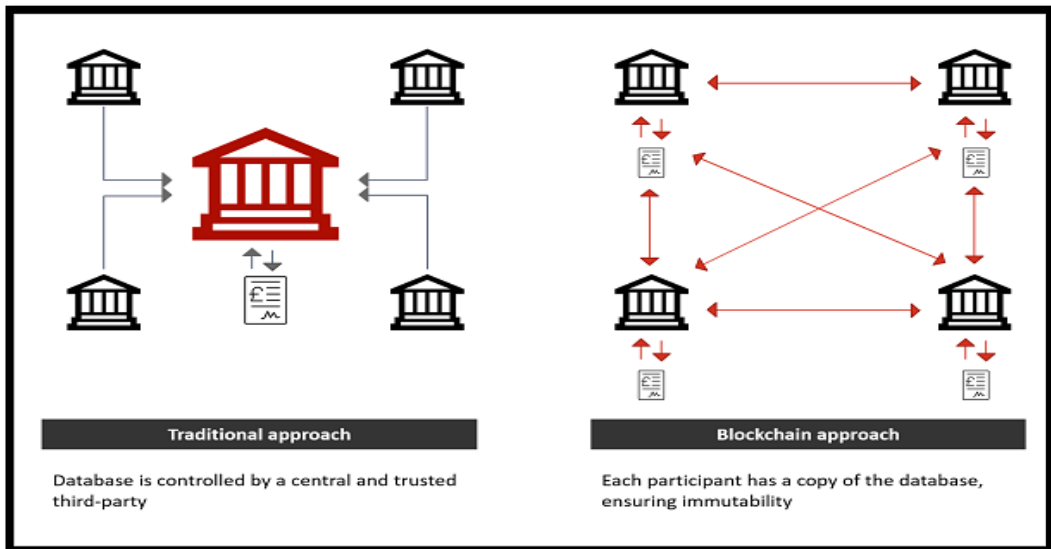 £
£
£
£
£
Traditional approach
Blockchain approach
Database is controlled by a central and trusted
third-party
Each participant has a copy of the database,
ensuring immutability